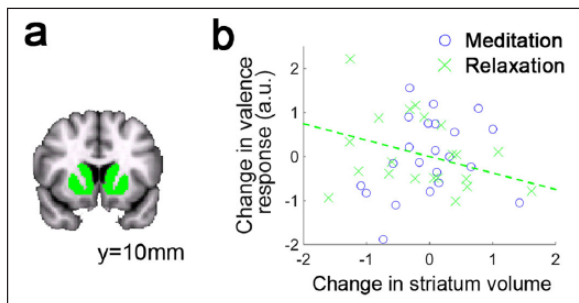 a
y=10mm
b
Meditation
Relaxation
Change in valence
response (a.u.)
2
1
0
-1
-2
-2
-1
0
1
2
Change in striatum volume